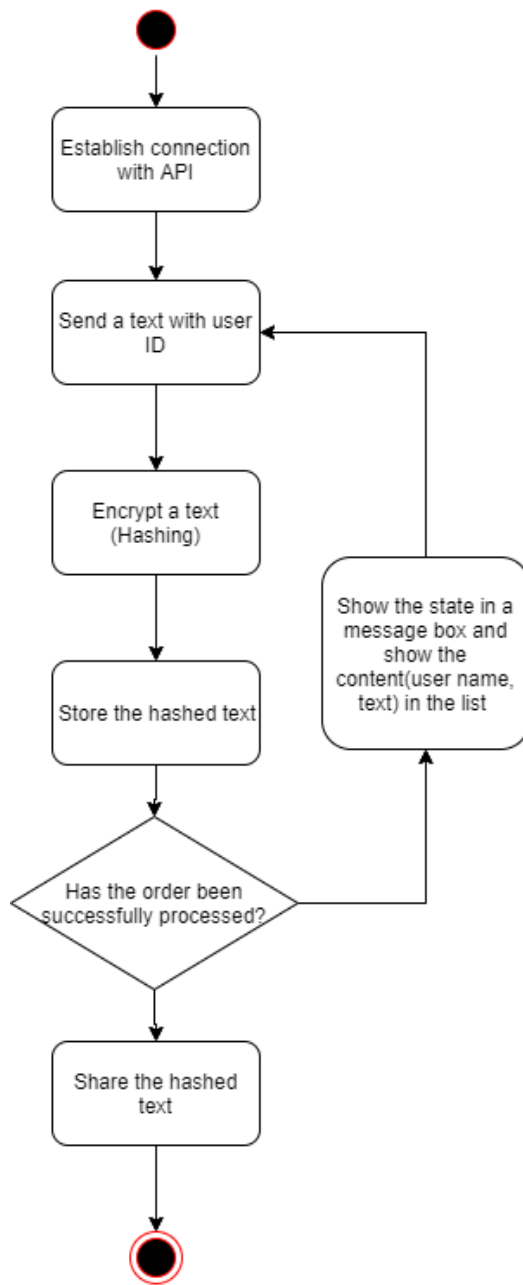 Establish connection
with API
Send a text with user
ID
Encrypt a text
(Hashing)
Show the state in a
message box and
show the
content(user name,
text) in the list
Store the hashed text
Has the order been
successfully processed?
Share the hashed
text